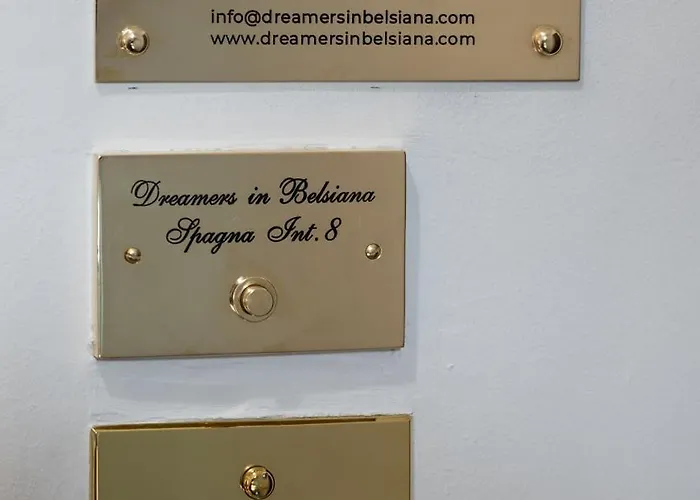 info@dreamersinbelsiana.com
www.dreamersinbelsiana.com
Dreamers in Belsiana
Spagna Int. 8